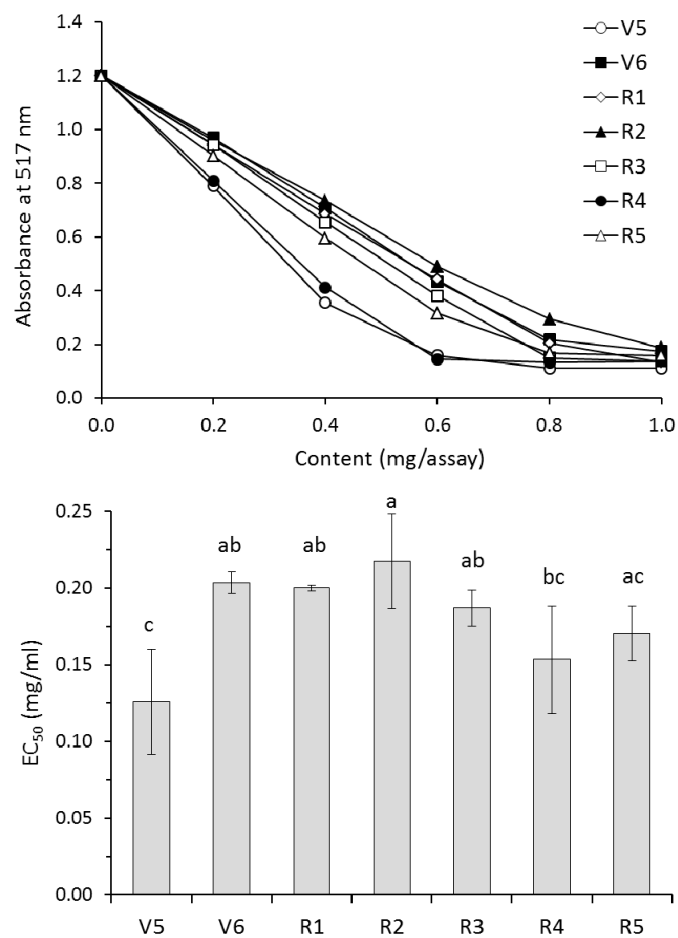 1.4
1.2
1.0
0.8
0.6
0.4
0.2
0.0
Absorbance at 517 nm
V5
V6
R1
R2
R3
R4
R5
0.0 0.2 0.4 0.6 0.8 1.0
Content (mg/assay)
0.25
0.20
0.15
0.10
0.05
0.00
EC50 (mg/ml)
c ab ab a ab bc ac
V5 V6 R1 R2 R3 R4 R5